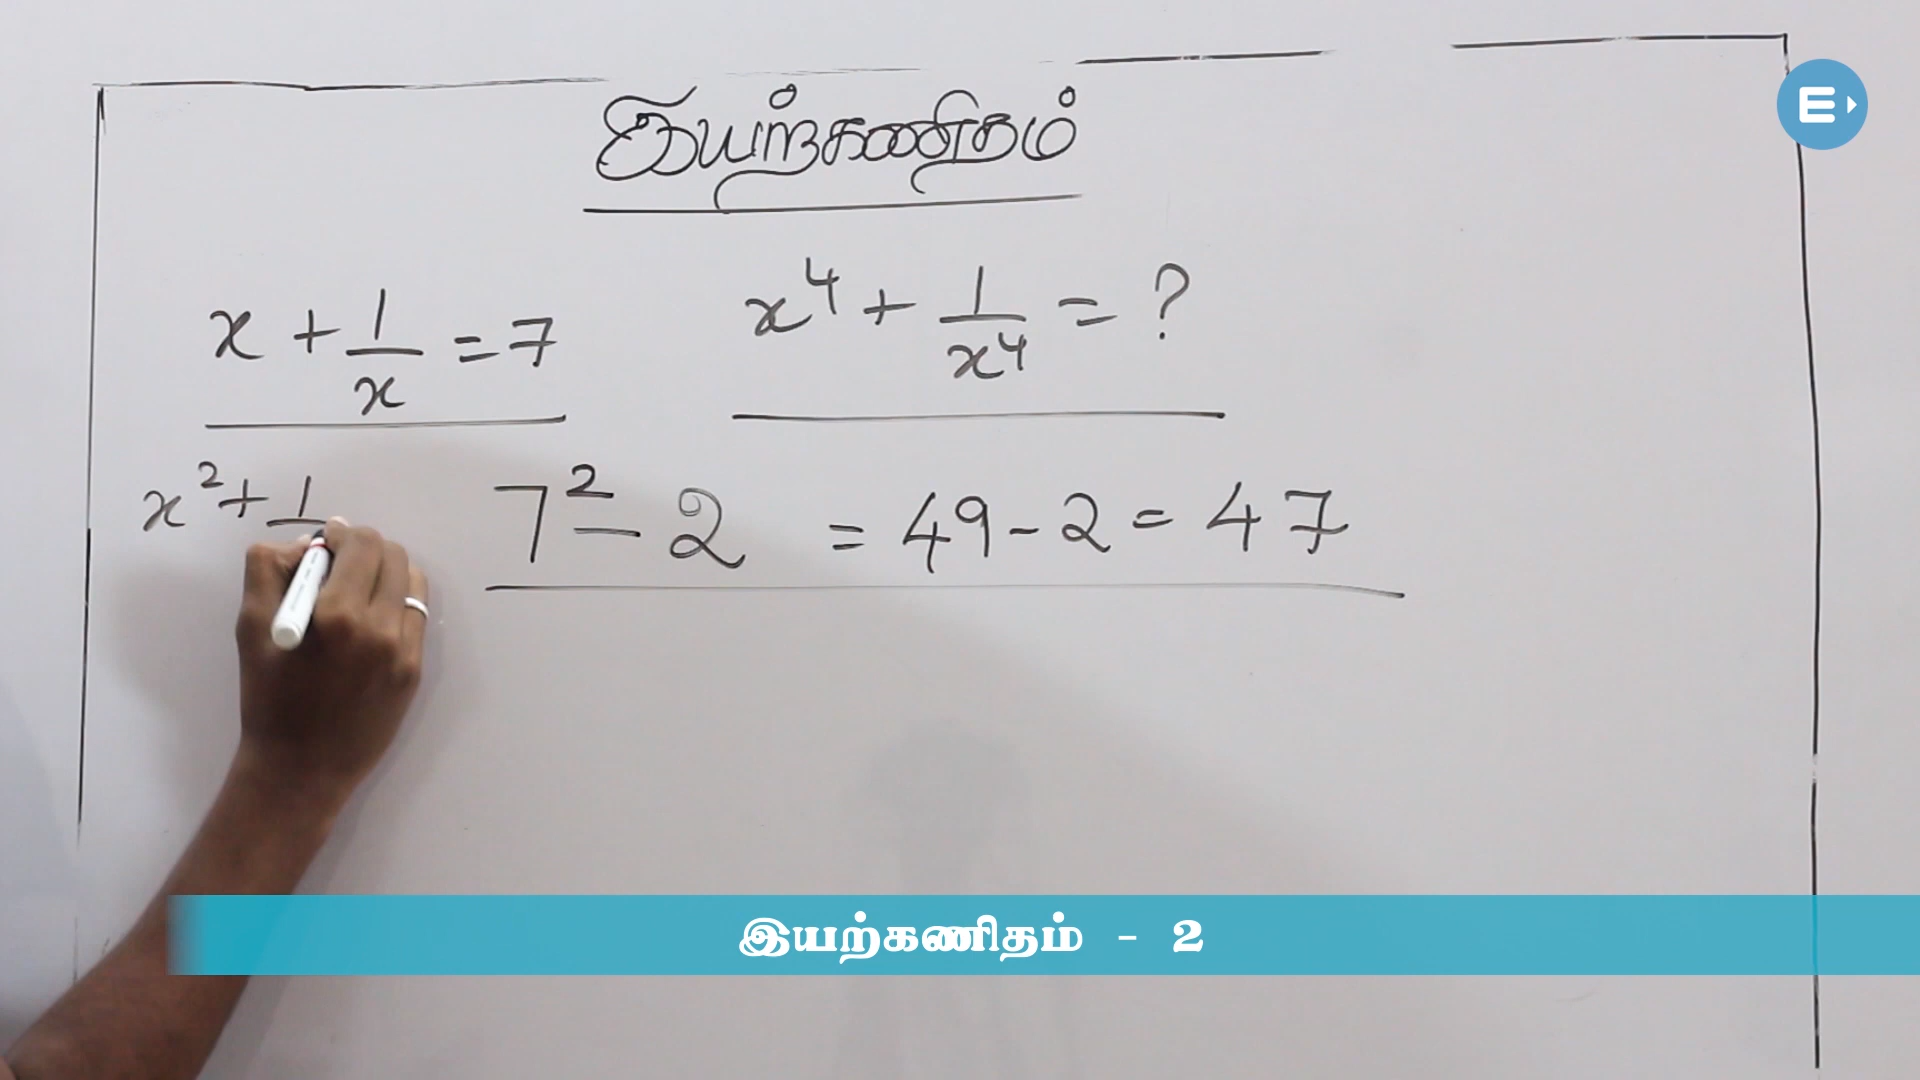 இயற்கணிதம்
x + 1/x = 7    x⁴ + 1/x⁴ = ?
x² + 1    7² - 2 = 49 - 2 = 47
இயற்கணிதம் - 2
E